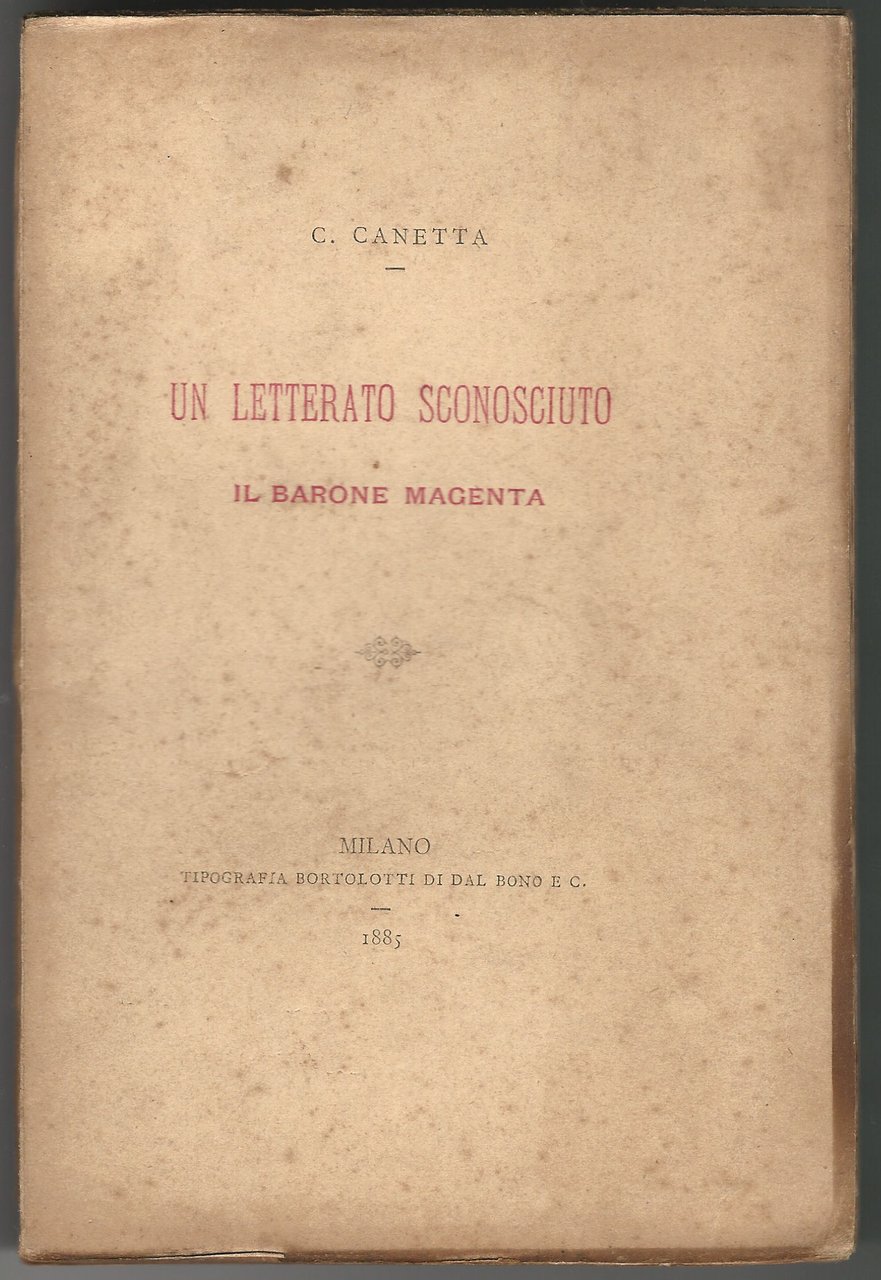 C. CANETTA
UN LETTERATO SCONOSCIUTO
IL BARONE MAGENTA
MILANO
TIPOGRAFIA BORTOLOTTI DI DAL BONO E C.
1885